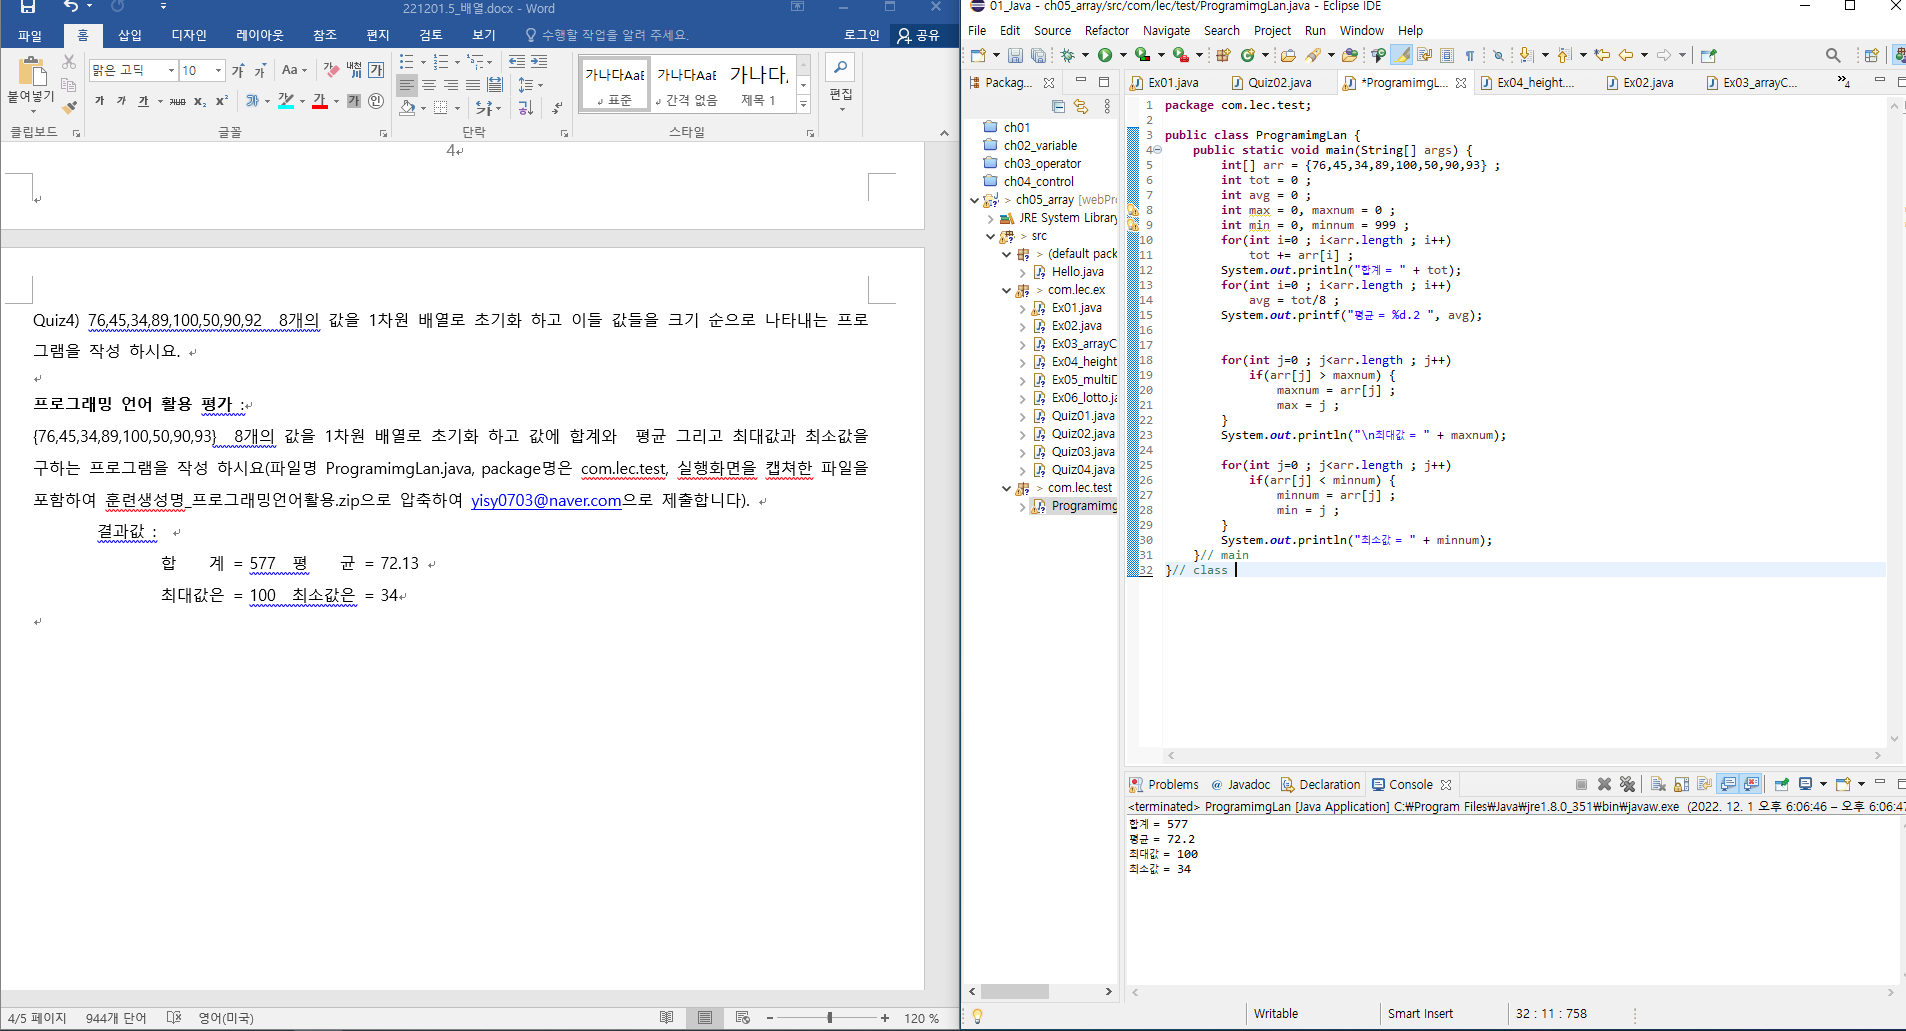 221201.5_배열.docx - Word
파일 홈 삽입 디자인 레이아웃 참조 편지 검토 보기 수행할 작업을 알려 주세요. 로그인 공유
붙여넣기 맑은 고딕 10 가나다AaB 가나다AaB 가나다. 편집
표준 간격 없음 제목 1
클립보드 글꼴 단락 스타일
4
Quiz4) 76,45,34,89,100,50,90,92 8개의 값을 1차원 배열로 초기화 하고 이들 값들을 크기 순으로 나타내는 프로
그램을 작성 하시요.
프로그래밍 언어 활용 평가 :
{76,45,34,89,100,50,90,93} 8개의 값을 1차원 배열로 초기화 하고 값에 합계와 평균 그리고 최대값과 최소값을
구하는 프로그램을 작성 하시요(파일명 ProgramimgLan.java, package명은 com.lec.test, 실행화면을 캡쳐한 파일을
포함하여 훈련생성명_프로그래밍언어활용.zip으로 압축하여 yisy0703@naver.com으로 제출합니다).
결과값 :
합 계 = 577 평 균 = 72.13
최대값은 = 100 최소값은 = 34
4/5 페이지 944개 단어 영어(미국) 120 %
01_Java - ch05_array/src/com/lec/test/ProgramimgLan.java - Eclipse IDE
File Edit Source Refactor Navigate Search Project Run Window Help
Packag...
ch01
ch02_variable
ch03_operator
ch04_control
> ch05_array [webPr
JRE System Library
> src
> (default pack
Hello.java
> com.lec.ex
Ex01.java
Ex02.java
Ex03_arrayC
Ex04_height
Ex05_multiD
Ex06_lotto.ja
Quiz01.java
Quiz02.java
Quiz03.java
Quiz04.java
> com.lec.test
Programimg
Ex01.java Quiz02.java *ProgramimgL... Ex04_height.... Ex02.java Ex03_arrayC... »4
1 package com.lec.test;
2
3 public class ProgramimgLan {
4 public static void main(String[] args) {
5 int[] arr = {76,45,34,89,100,50,90,93} ;
6 int tot = 0 ;
7 int avg = 0 ;
8 int max = 0, maxnum = 0 ;
9 int min = 0, minnum = 999 ;
10 for(int i=0 ; i<arr.length ; i++)
11 tot += arr[i] ;
12 System.out.println("합계 = " + tot);
13 for(int i=0 ; i<arr.length ; i++)
14 avg = tot/8 ;
15 System.out.printf("평균 = %d.2 ", avg);
16
17
18 for(int j=0 ; j<arr.length ; j++)
19 if(arr[j] > maxnum) {
20 maxnum = arr[j] ;
21 max = j ;
22 }
23 System.out.println("\n최대값 = " + maxnum);
24
25 for(int j=0 ; j<arr.length ; j++)
26 if(arr[j] < minnum) {
27 minnum = arr[j] ;
28 min = j ;
29 }
30 System.out.println("최소값 = " + minnum);
31 }// main
32 }// class
Problems @ Javadoc Declaration Console
<terminated> ProgramimgLan [Java Application] C:₩Program Files₩Java₩jre1.8.0_351₩bin₩javaw.exe (2022. 12. 1 오후 6:06:46 – 오후 6:06:47
합계 = 577
평균 = 72.2
최대값 = 100
최소값 = 34
Writable Smart Insert 32 : 11 : 758